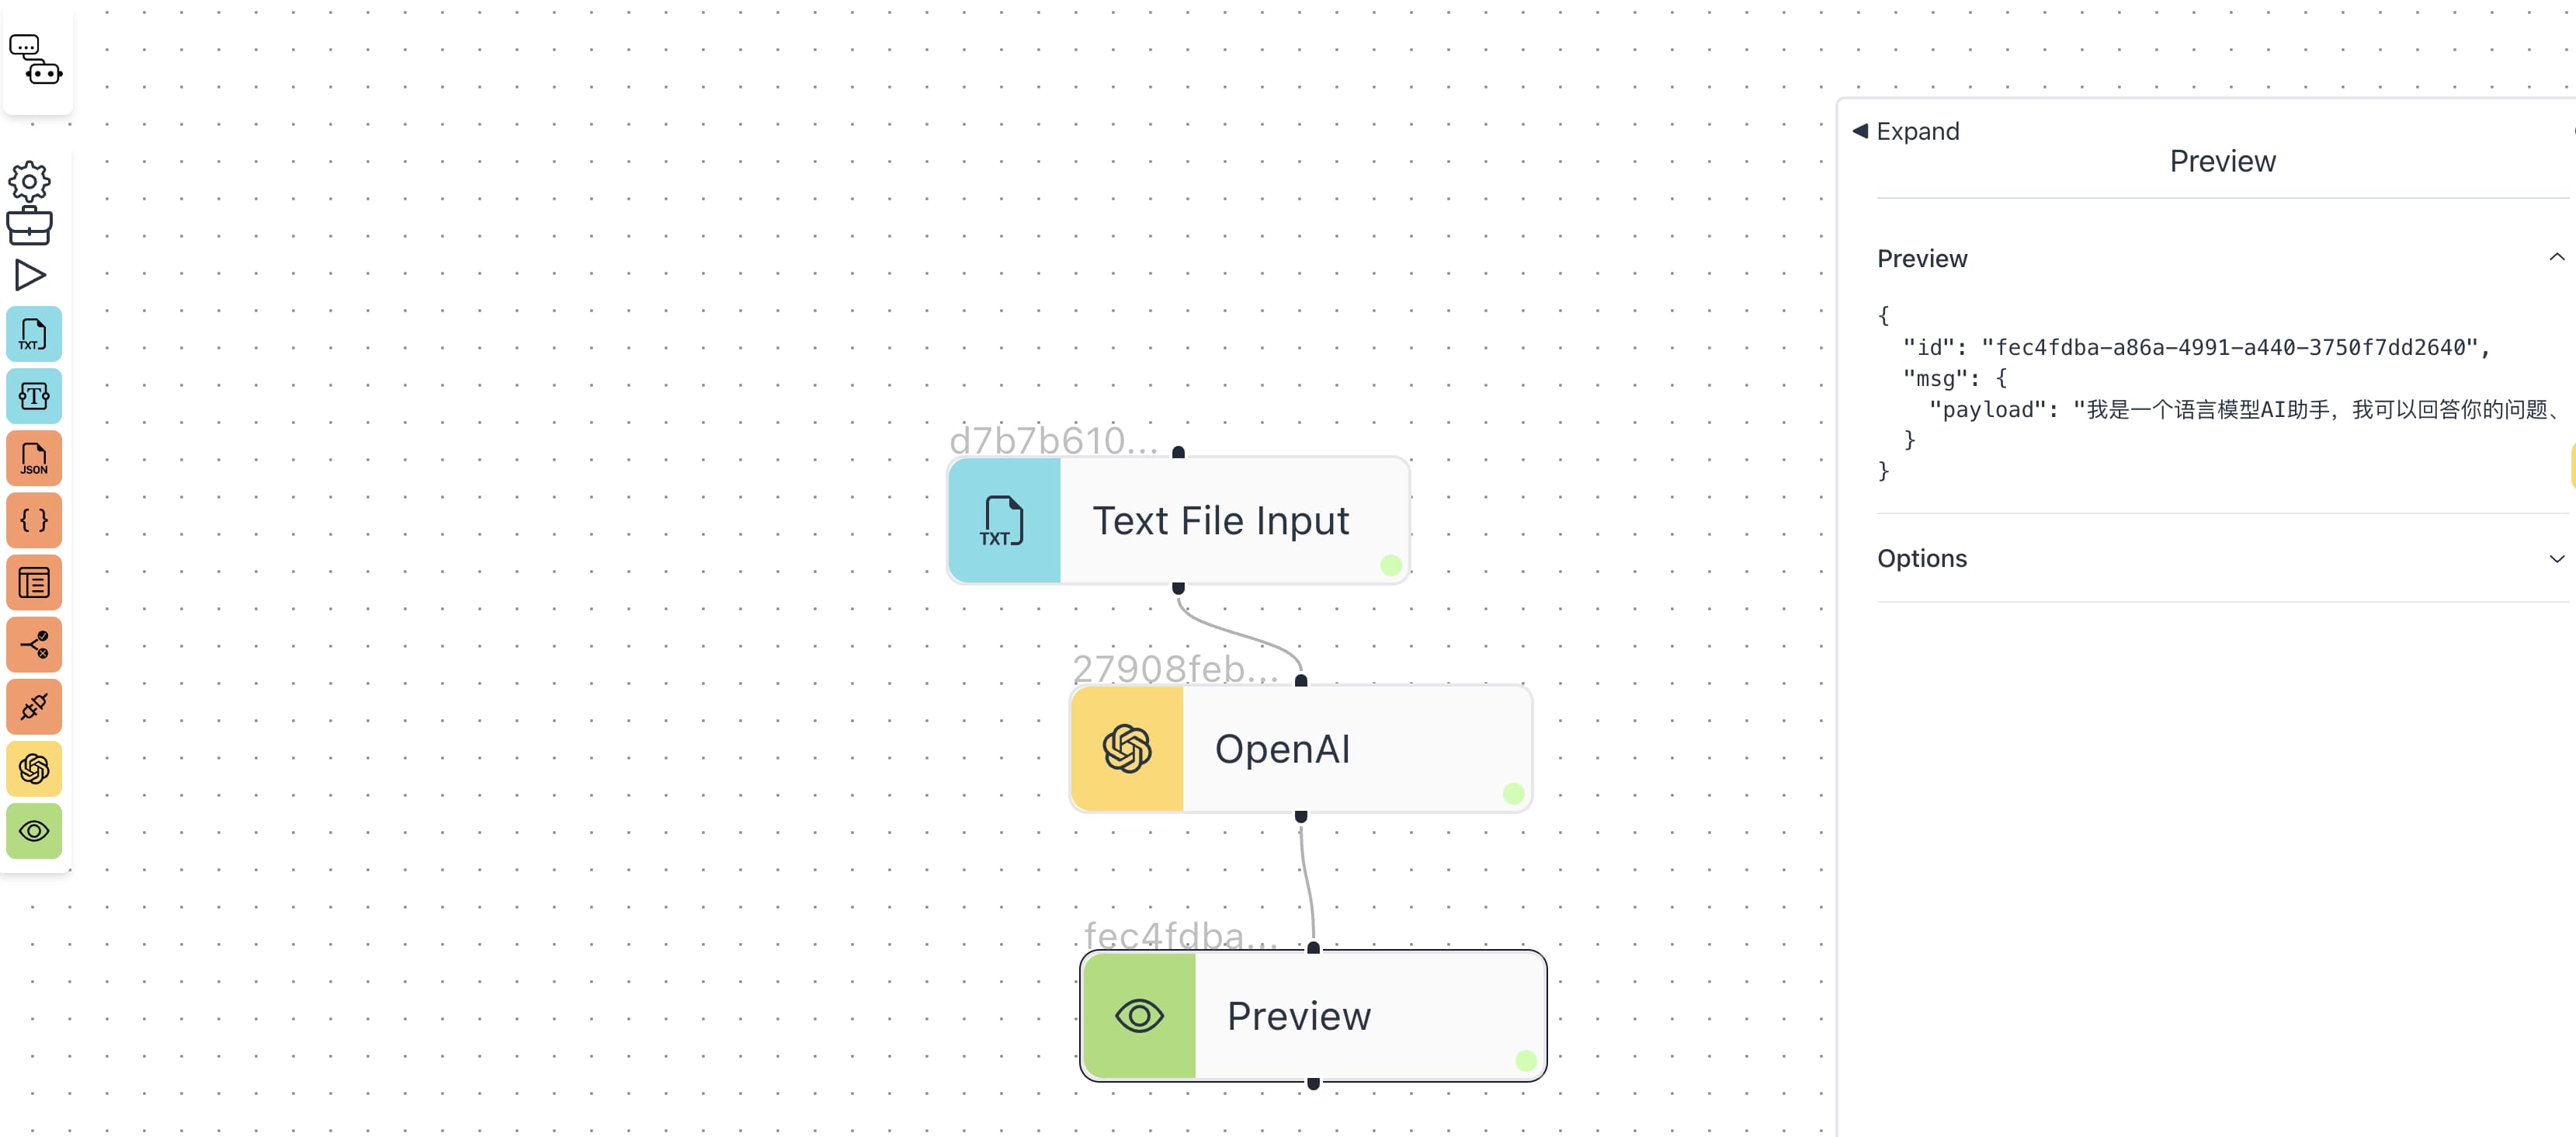 TXT
T
JSON
{ }
d7b7b610...
TXT
Text File Input
27908feb...
OpenAI
fec4fdba...
Preview
Expand
Preview
Preview
{
"id": "fec4fdba-a86a-4991-a440-3750f7dd2640",
"msg": {
"payload": "我是一个语言模型AI助手，我可以回答你的问题、
}
}
Options